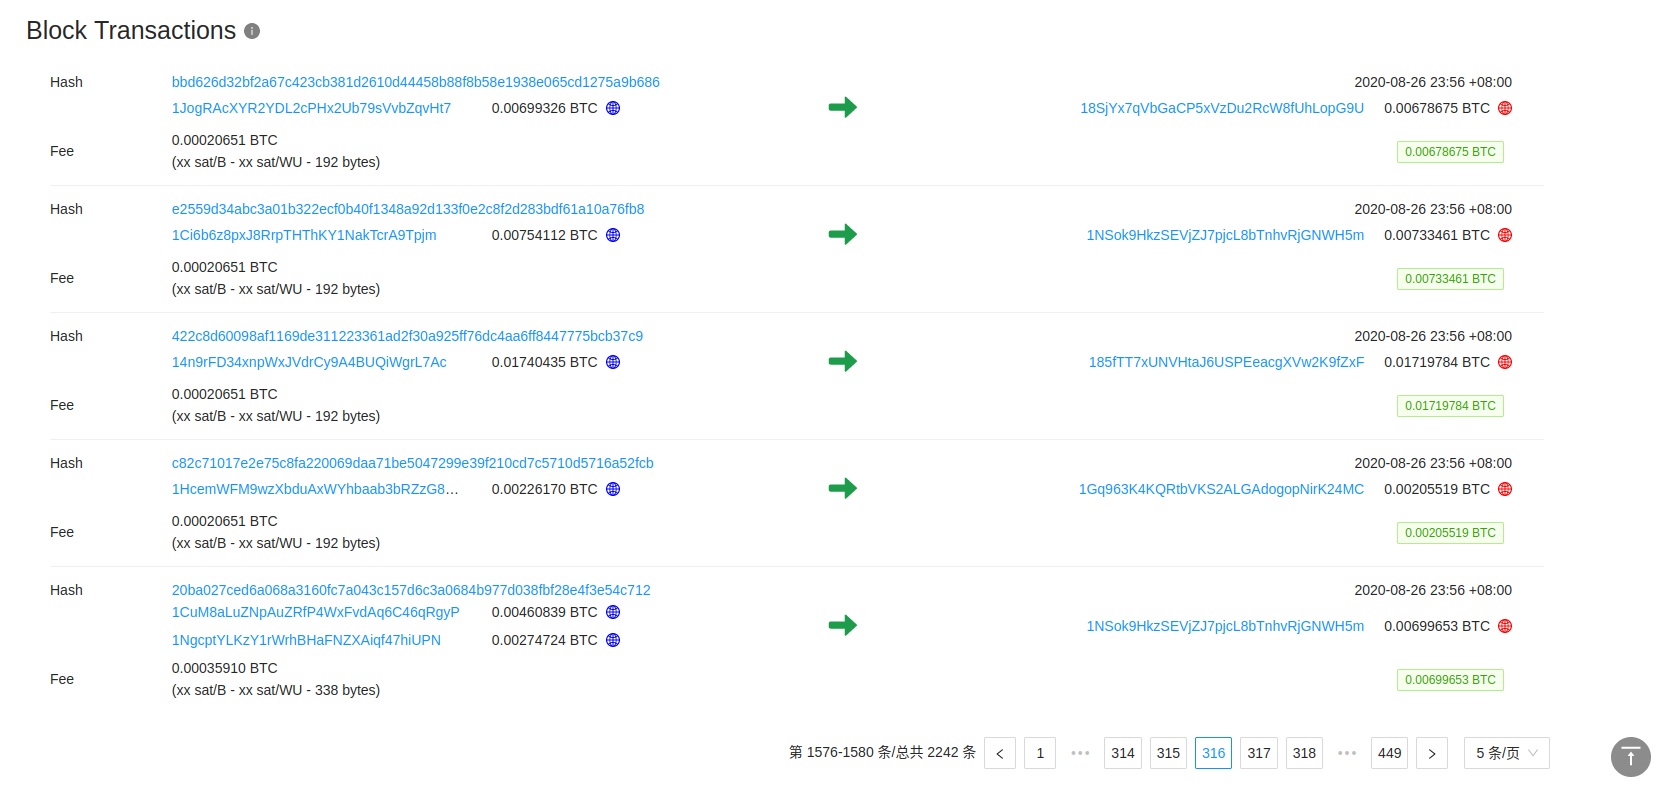 Block Transactions
Hash bbd626d32bf2a67c423cb381d2610d44458b88f8b58e1938e065cd1275a9b686 2020-08-26 23:56 +08:00
1JogRAcXYR2YDL2cPHx2Ub79sVvbZqvHt7 0.00699326 BTC 18SjYx7qVbGaCP5xVzDu2RcW8fUhLopG9U 0.00678675 BTC
Fee 0.00020651 BTC 0.00678675 BTC
(xx sat/B - xx sat/WU - 192 bytes)
Hash e2559d34abc3a01b322ecf0b40f1348a92d133f0e2c8f2d283bdf61a10a76fb8 2020-08-26 23:56 +08:00
1Ci6b6z8pxJ8RrpTHThKY1NakTcrA9Tpjm 0.00754112 BTC 1NSok9HkzSEVjZJ7pjcL8bTnhvRjGNWH5m 0.00733461 BTC
Fee 0.00020651 BTC 0.00733461 BTC
(xx sat/B - xx sat/WU - 192 bytes)
Hash 422c8d60098af1169de311223361ad2f30a925ff76dc4aa6ff8447775bcb37c9 2020-08-26 23:56 +08:00
14n9rFD34xnpWxJVdrCy9A4BUQiWgrL7Ac 0.01740435 BTC 185fTT7xUNVHtaJ6USPEeacgXVw2K9fZxF 0.01719784 BTC
Fee 0.00020651 BTC 0.01719784 BTC
(xx sat/B - xx sat/WU - 192 bytes)
Hash c82c71017e2e75c8fa220069daa71be5047299e39f210cd7c5710d5716a52fcb 2020-08-26 23:56 +08:00
1HcemWFM9wzXbduAxWYhbaab3bRZzG8... 0.00226170 BTC 1Gq963K4KQRtbVKS2ALGAdogopNirK24MC 0.00205519 BTC
Fee 0.00020651 BTC 0.00205519 BTC
(xx sat/B - xx sat/WU - 192 bytes)
Hash 20ba027ced6a068a3160fc7a043c157d6c3a0684b977d038fbf28e4f3e54c712 2020-08-26 23:56 +08:00
1CuM8aLuZNpAuZRfP4WxFvdAq6C46qRgyP 0.00460839 BTC
1NSok9HkzSEVjZJ7pjcL8bTnhvRjGNWH5m 0.00699653 BTC
1NgcptYLKzY1rWrhBHaFNZXAiqf47hiUPN 0.00274724 BTC
Fee 0.00035910 BTC 0.00699653 BTC
(xx sat/B - xx sat/WU - 338 bytes)
第 1576-1580 条/总共 2242 条 < 1 ••• 314 315 316 317 318 ••• 449 > 5 条/页